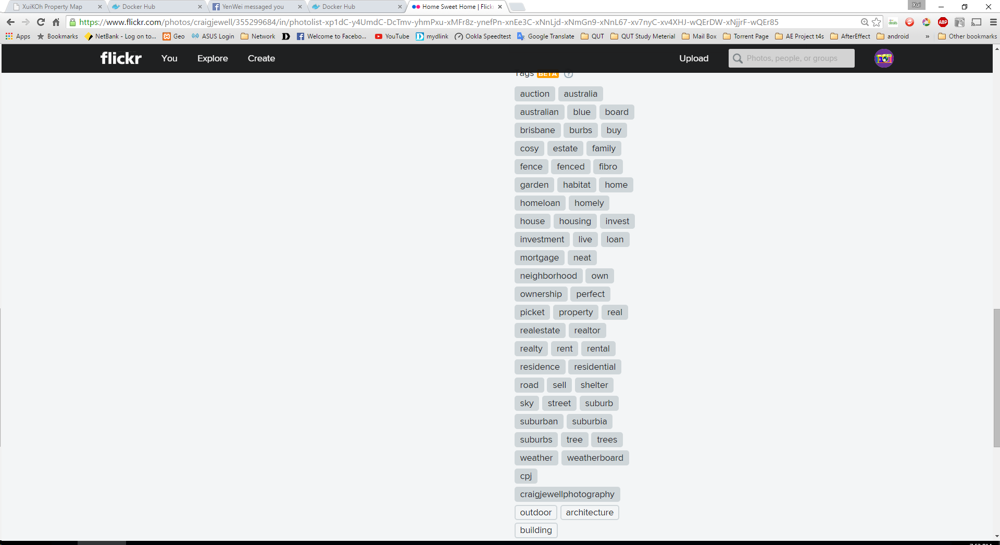 XuiKOh Property Map
Docker Hub
YenWei messaged you
Docker Hub
Home Sweet Home | Flick
Xui
https://www.flickr.com/photos/craigjewell/355299684/in/photolist-xp1dC-y4UmdC-DcTmv-yhmPxu-xMFr8z-ynefPn-xnEe3C-xNnLjd-xNmGn9-xNnL67-xv7nyC-xv4XHJ-wQErDW-xNjjrF-wQEr85
deals
ABP
Apps Bookmarks NetBank - Log on to... Geo ASUS Login Network D Welcome to Facebo... YouTube mydlink Ookla Speedtest Google Translate QUT QUT Study Meterial Mail Box Torrent Page AE Project t4s AfterEffect android » Other bookmarks
flickr You Explore Create Upload Photos, people, or groups
Tags BETA ?
auction australia
australian blue board
brisbane burbs buy
cosy estate family
fence fenced fibro
garden habitat home
homeloan homely
house housing invest
investment live loan
mortgage neat
neighborhood own
ownership perfect
picket property real
realestate realtor
realty rent rental
residence residential
road sell shelter
sky street suburb
suburban suburbia
suburbs tree trees
weather weatherboard
cpj
craigjewellphotography
outdoor architecture
building